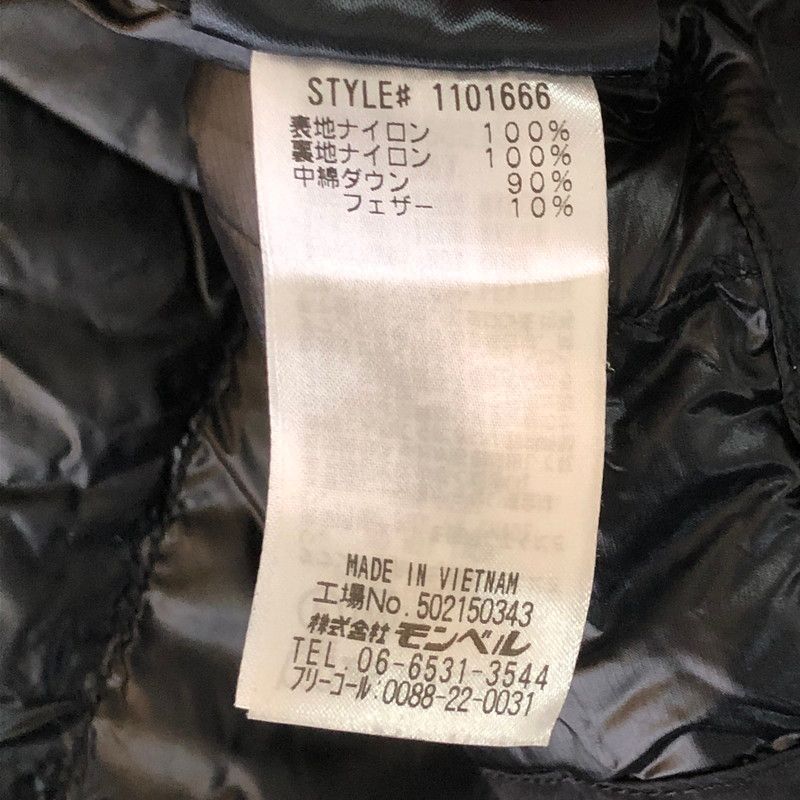 STYLE# 1101666
表地ナイロン 100%
裏地ナイロン 100%
中綿ダウン 90%
フェザー 10%
MADE IN VIETNAM
工場No.502150343
株式会社 モンベル
TEL. 06-6531-3544
フリーコール:0088-22-0031